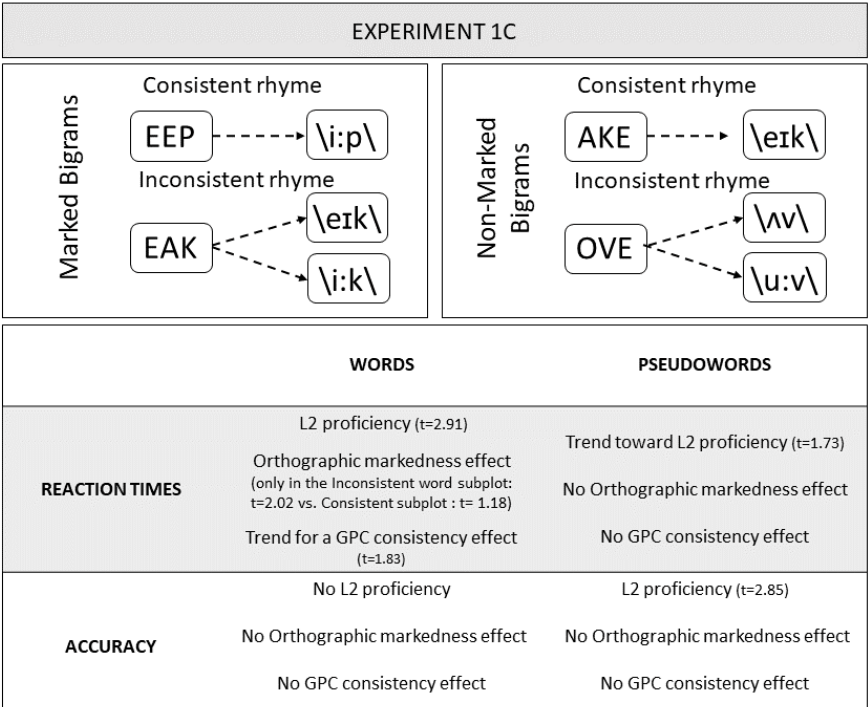 EXPERIMENT 1C
Marked Bigrams
Consistent rhyme
EEP
\i:p\
Inconsistent rhyme
EAK
\eɪk\
\i:k\
Non-Marked
Bigrams
Consistent rhyme
AKE
\eɪk\
Inconsistent rhyme
OVE
\ʌv\
\u:v\
WORDS
PSEUDOWORDS
REACTION TIMES
L2 proficiency (t=2.91)
Orthographic markedness effect
(only in the Inconsistent word subplot:
t=2.02 vs. Consistent subplot : t= 1.18)
Trend for a GPC consistency effect
(t=1.83)
Trend toward L2 proficiency (t=1.73)
No Orthographic markedness effect
No GPC consistency effect
ACCURACY
No L2 proficiency
No Orthographic markedness effect
No GPC consistency effect
L2 proficiency (t=2.85)
No Orthographic markedness effect
No GPC consistency effect